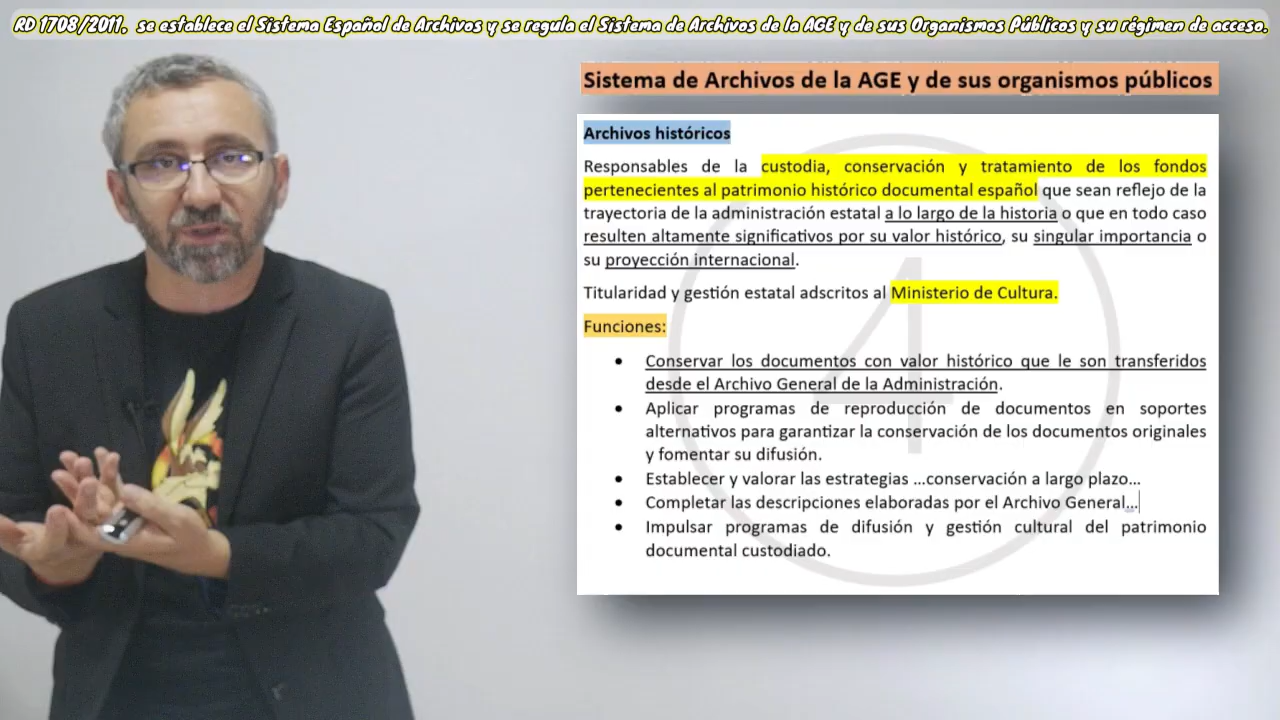 RD 1708/2011, se establece el Sistema Español de Archivos y se regula el Sistema de Archivos de la AGE y de sus Organismos Públicos y su régimen de acceso.
Sistema de Archivos de la AGE y de sus organismos públicos
Archivos históricos
Responsables de la custodia, conservación y tratamiento de los fondos
pertenecientes al patrimonio histórico documental español que sean reflejo de la
trayectoria de la administración estatal a lo largo de la historia o que en todo caso
resulten altamente significativos por su valor histórico, su singular importancia o
su proyección internacional.
Titularidad y gestión estatal adscritos al Ministerio de Cultura.
Funciones:
• Conservar los documentos con valor histórico que le son transferidos
desde el Archivo General de la Administración.
• Aplicar programas de reproducción de documentos en soportes
alternativos para garantizar la conservación de los documentos originales
y fomentar su difusión.
• Establecer y valorar las estrategias ...conservación a largo plazo...
• Completar las descripciones elaboradas por el Archivo General...
• Impulsar programas de difusión y gestión cultural del patrimonio
documental custodiado.
4